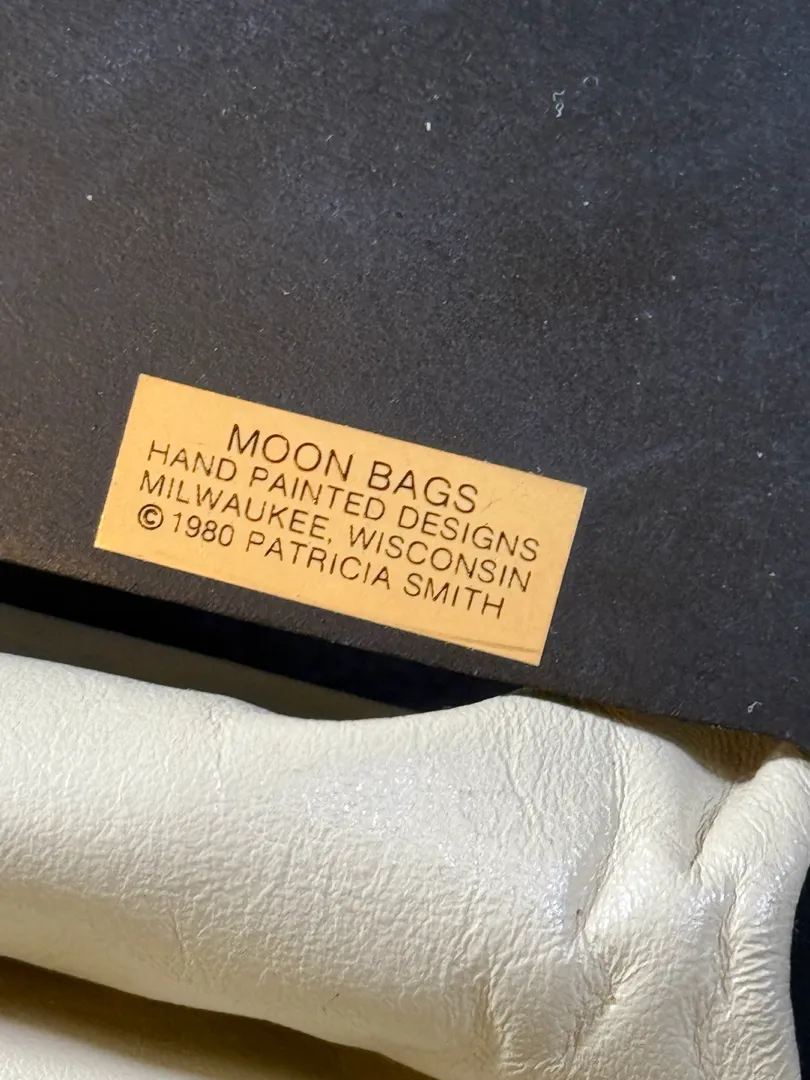 MOON BAGS
HAND PAINTED DESIGNS
MILWAUKEE, WISCONSIN
© 1980 PATRICIA SMITH